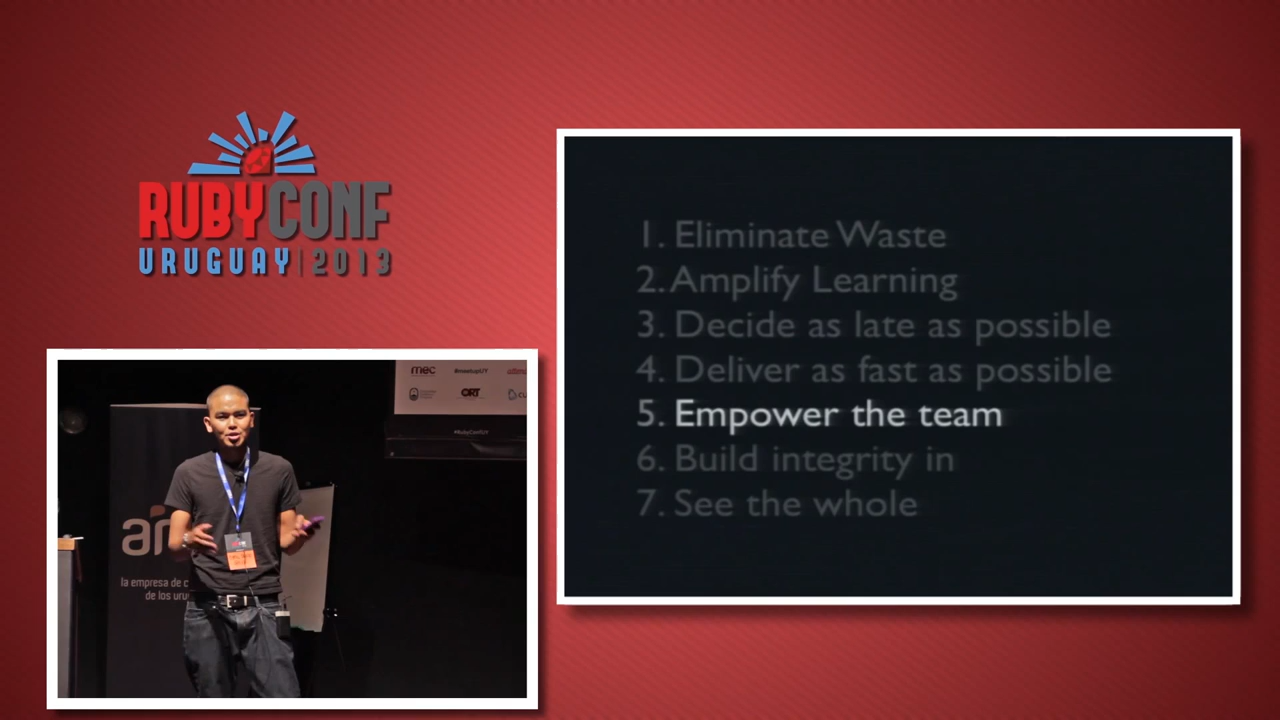 RUBYCONF
URUGUAY | 2013
1. Eliminate Waste
2. Amplify Learning
3. Decide as late as possible
4. Deliver as fast as possible
5. Empower the team
6. Build integrity in
7. See the whole
mec #meetupUY
ORT
#RubyConfUY
la empresa de
de los